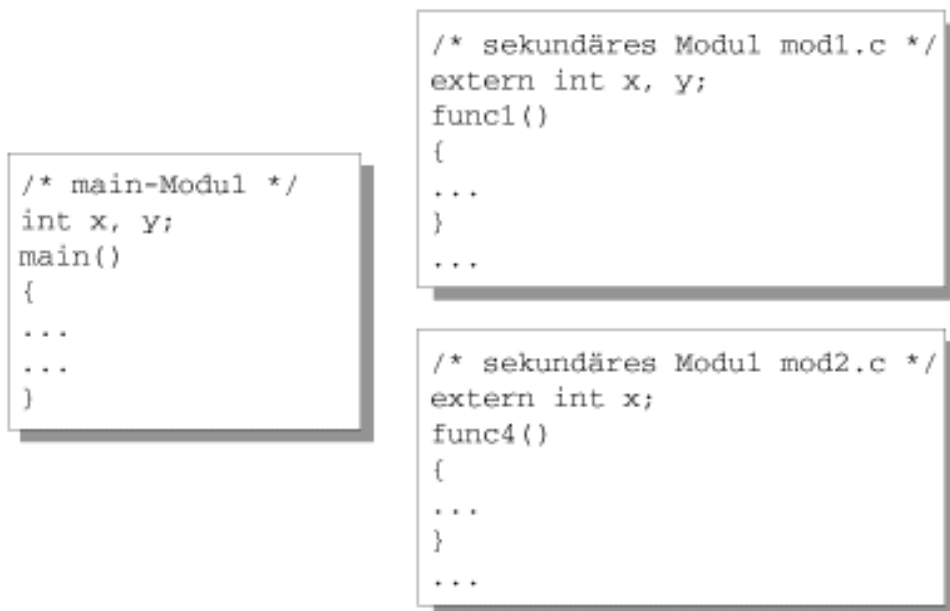 /* main-Modul */
int x, y;
main()
{
...
...
}
/* sekundäres Modul mod1.c */
extern int x, y;
func1()
{
...
}
...
/* sekundäres Modul mod2.c */
extern int x;
func4()
{
...
}
...